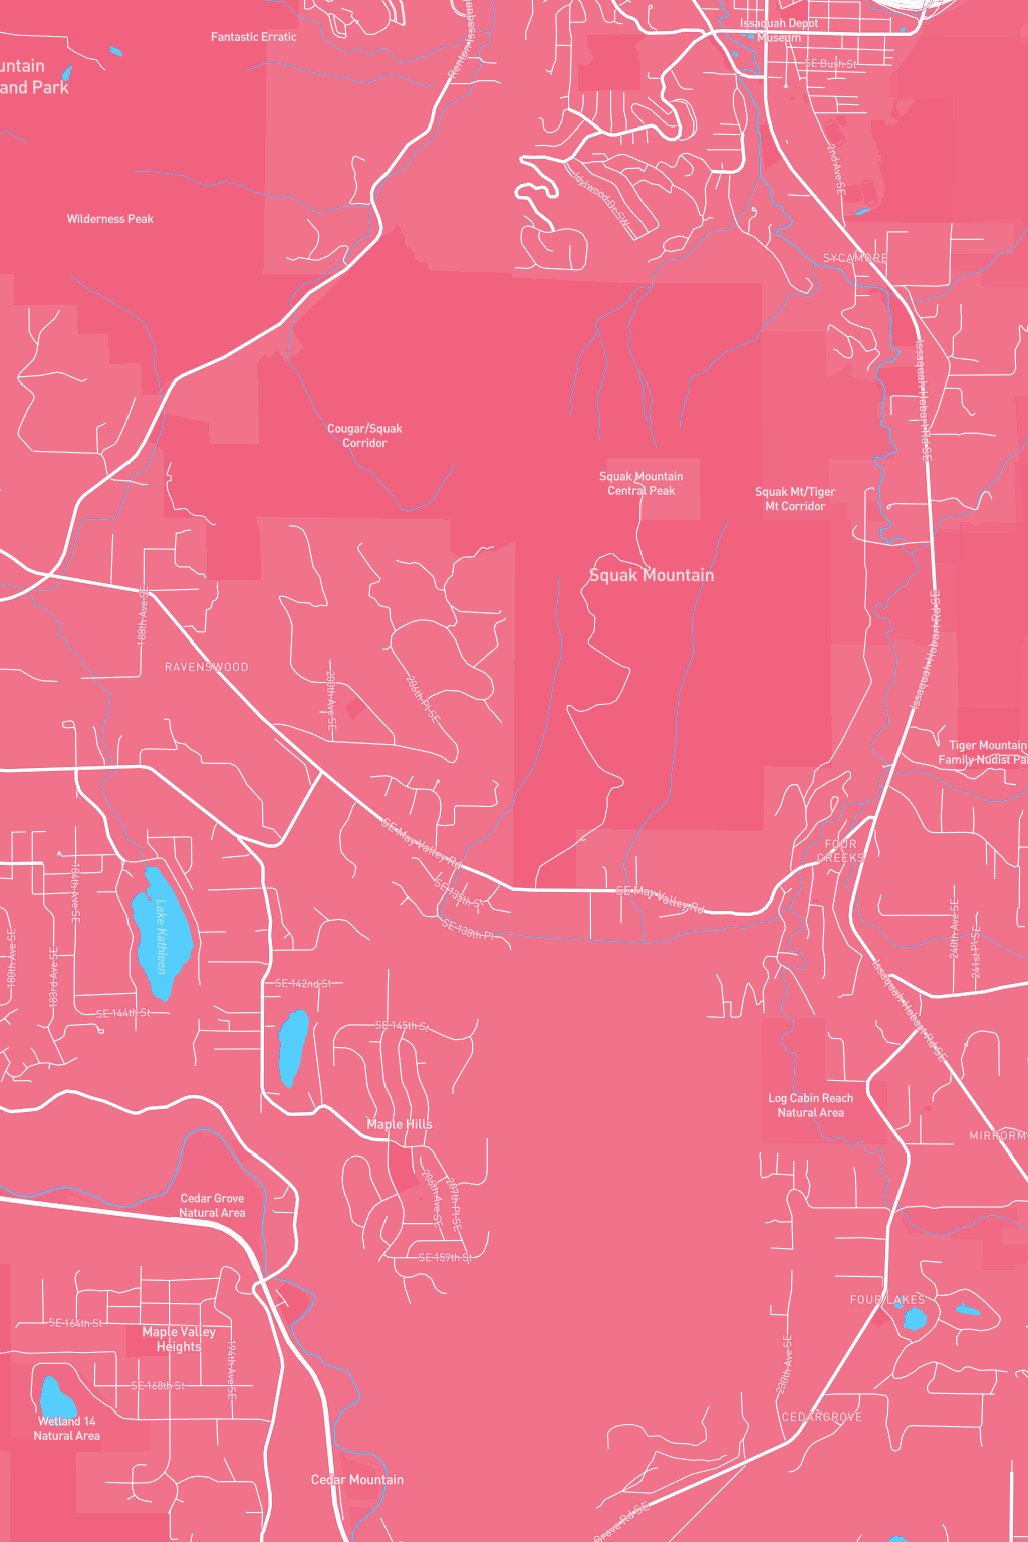 Issaquah Depot
Museum
Fantastic Erratic
SE Bush St
untain
and Park
2nd Ave SE
Idylwood Dr SW
Wilderness Peak
SYCAMORE
Issaquah-Hobart Rd SE
Cougar/Squak
Corridor
Squak Mountain
Central Peak
Squak Mt/Tiger
Mt Corridor
Squak Mountain
188th Ave SE
Issaquah-Hobart Rd SE
RAVENSWOOD
200th Ave SE
206th Pl SE
Tiger Mountain
Family Nudist Par
SE May Valley Rd
FOUR
CREEKS
184th Ave SE
SE 135th S
SE May Valley Rd
Lake Kathleen
SE 138th Pl
180th Ave SE
183rd Ave SE
240th Ave SE
241st Pl SE
SE 142nd St
Issaquah-Hobart Rd SE
SE 144th St
SE 145th St
Log Cabin Reach
Natural Area
Maple Hills
MIRRORM
206th Ave SE
207th Pl SE
Cedar Grove
Natural Area
SE 159th St
FOUR LAKES
SE 164th St
Maple Valley
Heights
194th Ave SE
230th Ave SE
SE 168th St
Wetland 14
Natural Area
CEDARGROVE
Cedar Mountain
Grove Rd SE